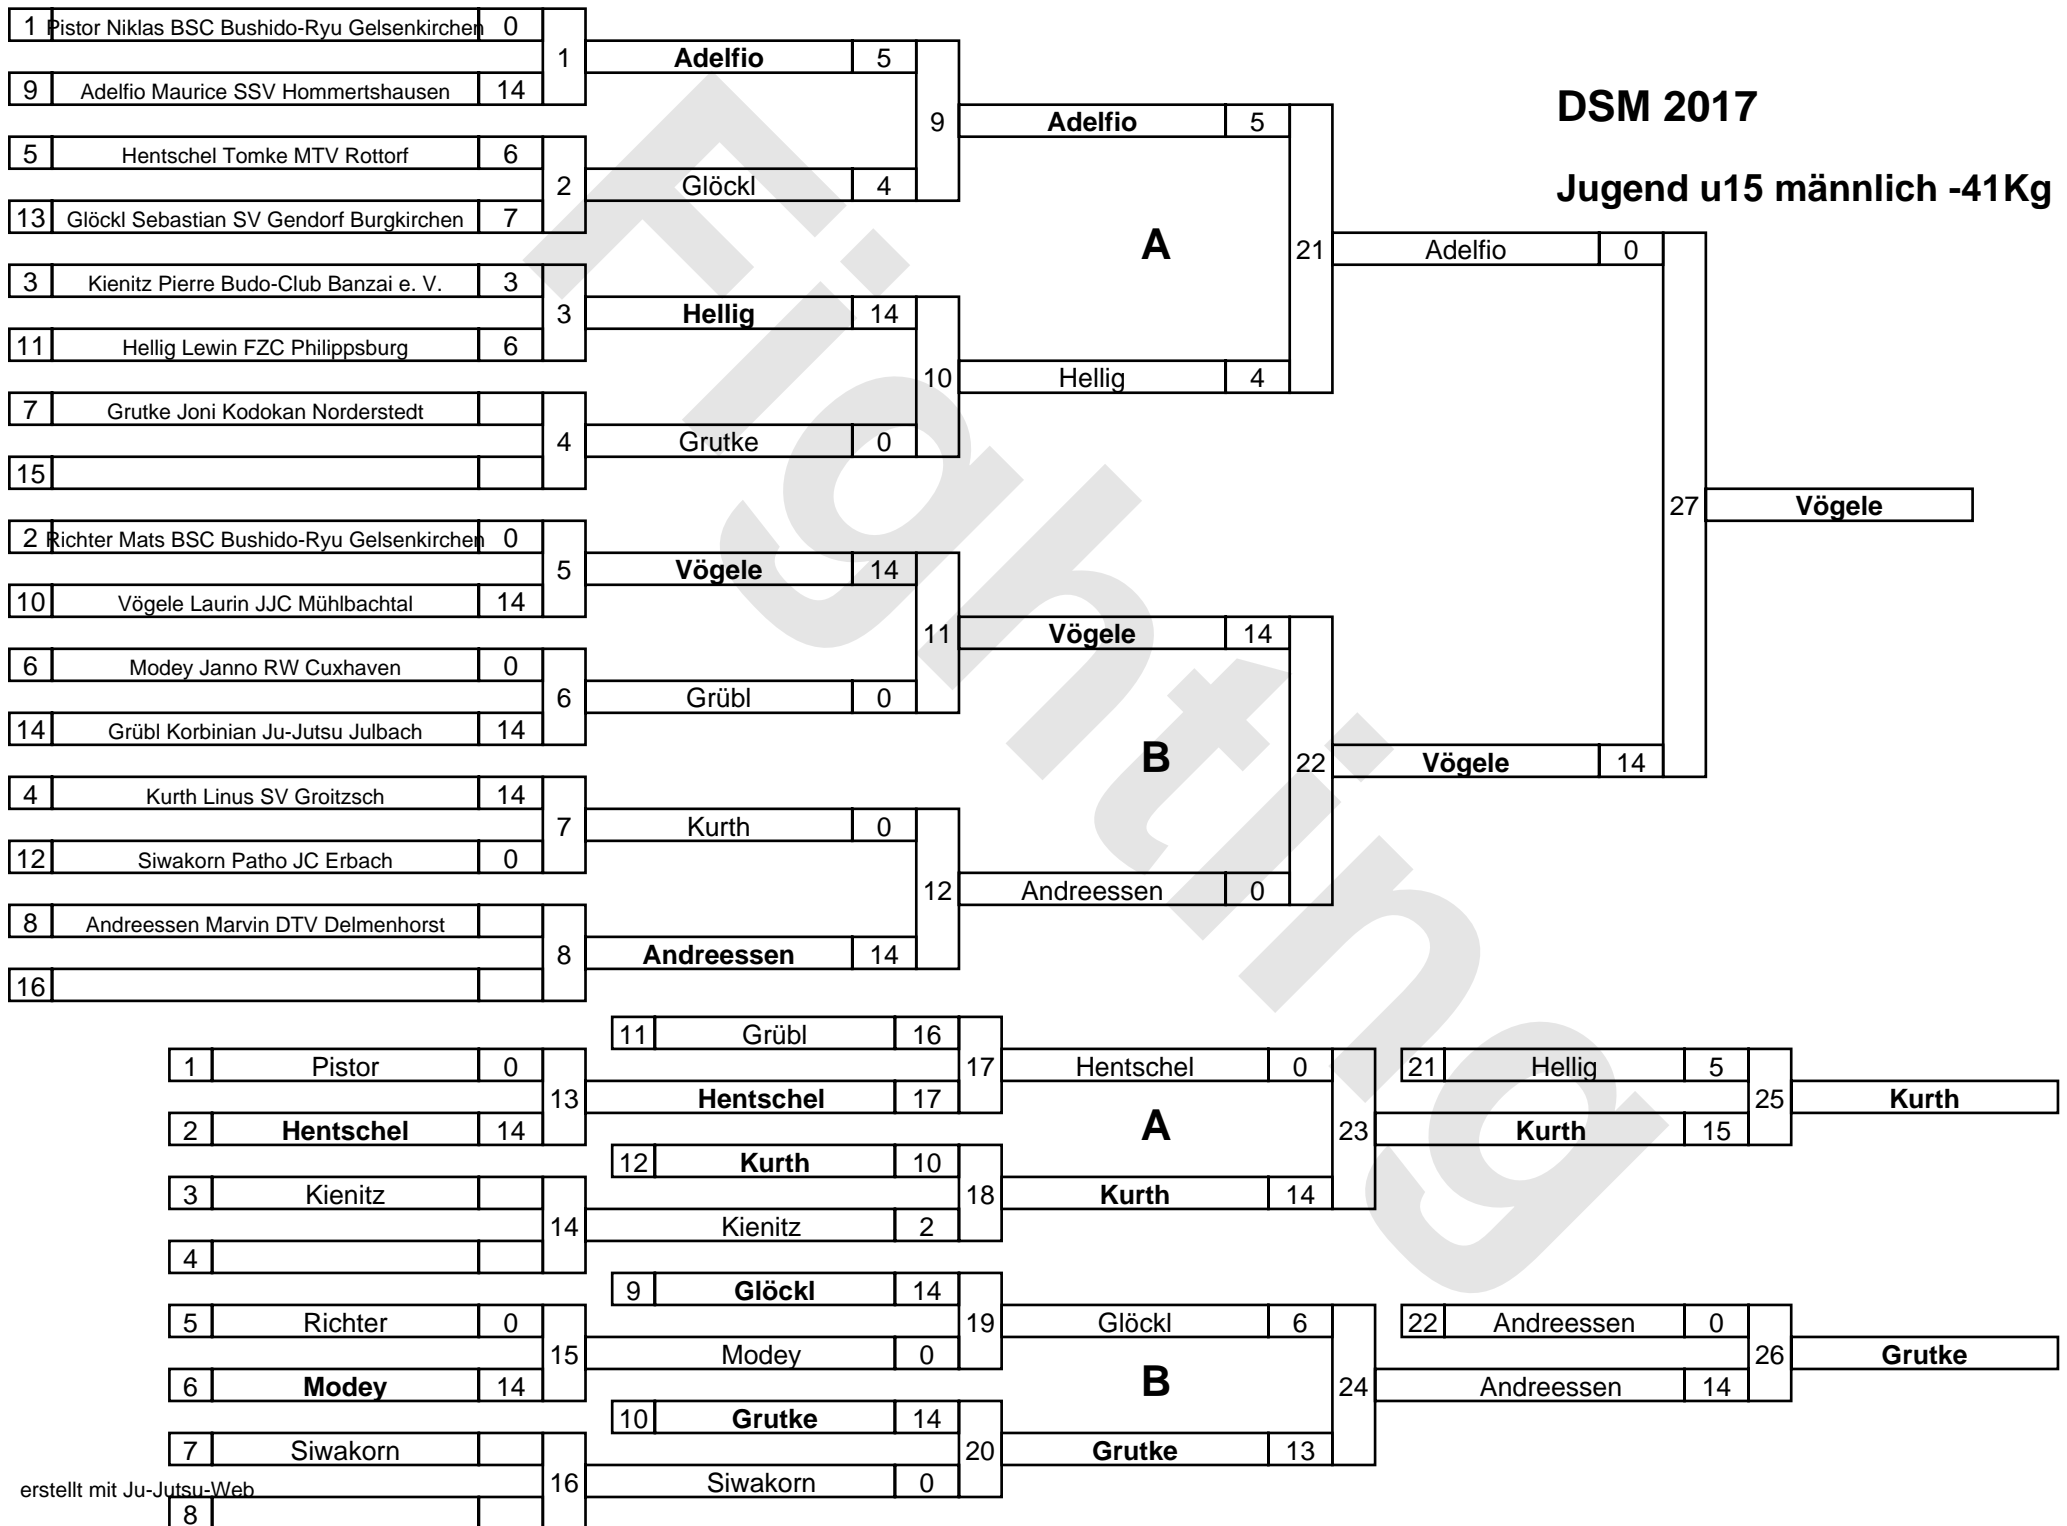 DSM 2017
Jugend u15 männlich -41Kg
1 Pistor Niklas BSC Bushido-Ryu Gelsenkirchen 0
9 Adelfio Maurice SSV Hommertshausen 14
1
5 Hentschel Tomke MTV Rottorf 6
13 Glöckl Sebastian SV Gendorf Burgkirchen 7
2
3 Kienitz Pierre Budo-Club Banzai e. V. 3
11 Hellig Lewin FZC Philippsburg 6
3
7 Grutke Joni Kodokan Norderstedt
15
4
2 Richter Mats BSC Bushido-Ryu Gelsenkirchen 0
10 Vögele Laurin JJC Mühlbachtal 14
5
6 Modey Janno RW Cuxhaven 0
14 Grübl Korbinian Ju-Jutsu Julbach 14
6
4 Kurth Linus SV Groitzsch 14
12 Siwakorn Patho JC Erbach 0
7
8 Andreessen Marvin DTV Delmenhorst
16
8
Adelfio 5
Glöckl 4
9
Hellig 14
Grutke 0
10
Vögele 14
Grübl 0
11
Kurth 0
Andreessen 14
12
Adelfio 5
A
Hellig 4
21
Vögele 14
B
Andreessen 0
22
Adelfio 0
Vögele 14
27
Vögele
1 Pistor 0
2 Hentschel 14
13
3 Kienitz
4
14
5 Richter 0
6 Modey 14
15
7 Siwakorn
8
16
11 Grübl 16
Hentschel 17
17
12 Kurth 10
Kienitz 2
18
9 Glöckl 14
Modey 0
19
10 Grutke 14
Siwakorn 0
20
Hentschel 0
A
Kurth 14
23
Glöckl 6
B
Grutke 13
24
21 Hellig 5
Kurth 15
25
Kurth
22 Andreessen 0
Andreessen 14
26
Grutke
erstellt mit Ju-Jutsu-Web
Fighting